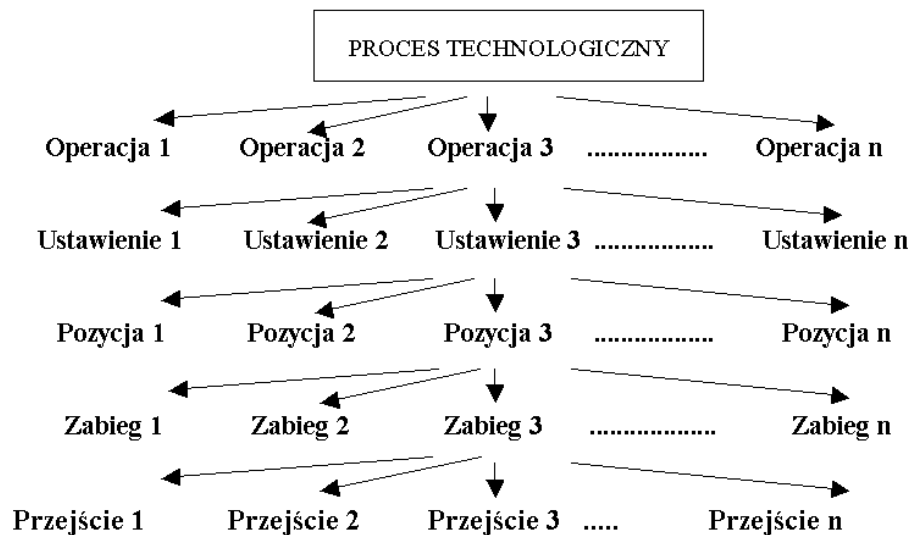 PROCES TECHNOLOGICZNY
Operacja 1 Operacja 2 Operacja 3 .................. Operacja n
Ustawienie 1 Ustawienie 2 Ustawienie 3 .................. Ustawienie n
Pozycja 1 Pozycja 2 Pozycja 3 .................. Pozycja n
Zabieg 1 Zabieg 2 Zabieg 3 ................... Zabieg n
Przejście 1 Przejście 2 Przejście 3 ..... Przejście n